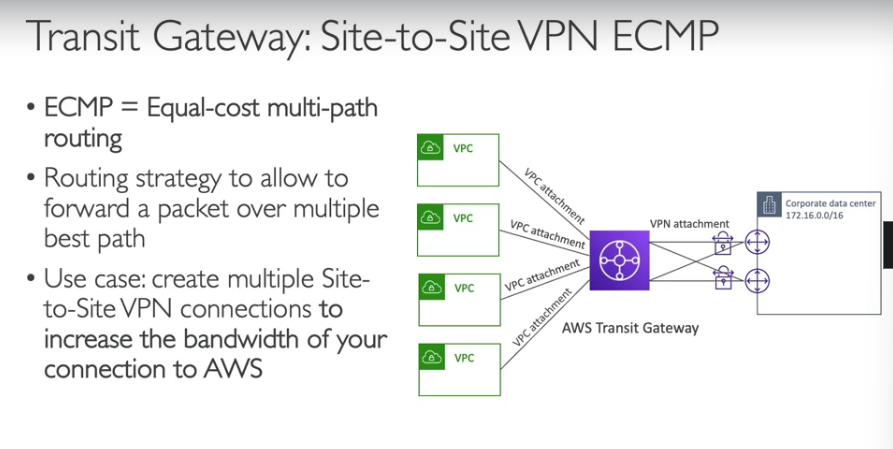 Transit Gateway: Site-to-Site VPN ECMP
• ECMP = Equal-cost multi-path
routing
• Routing strategy to allow to
forward a packet over multiple
best path
• Use case: create multiple Site-
to-Site VPN connections to
increase the bandwidth of your
connection to AWS
VPC
VPC
VPC
VPC
VPC attachment
VPC attachment
VPC attachment
VPC attachment
AWS Transit Gateway
VPN attachment
Corporate data center
172.16.0.0/16